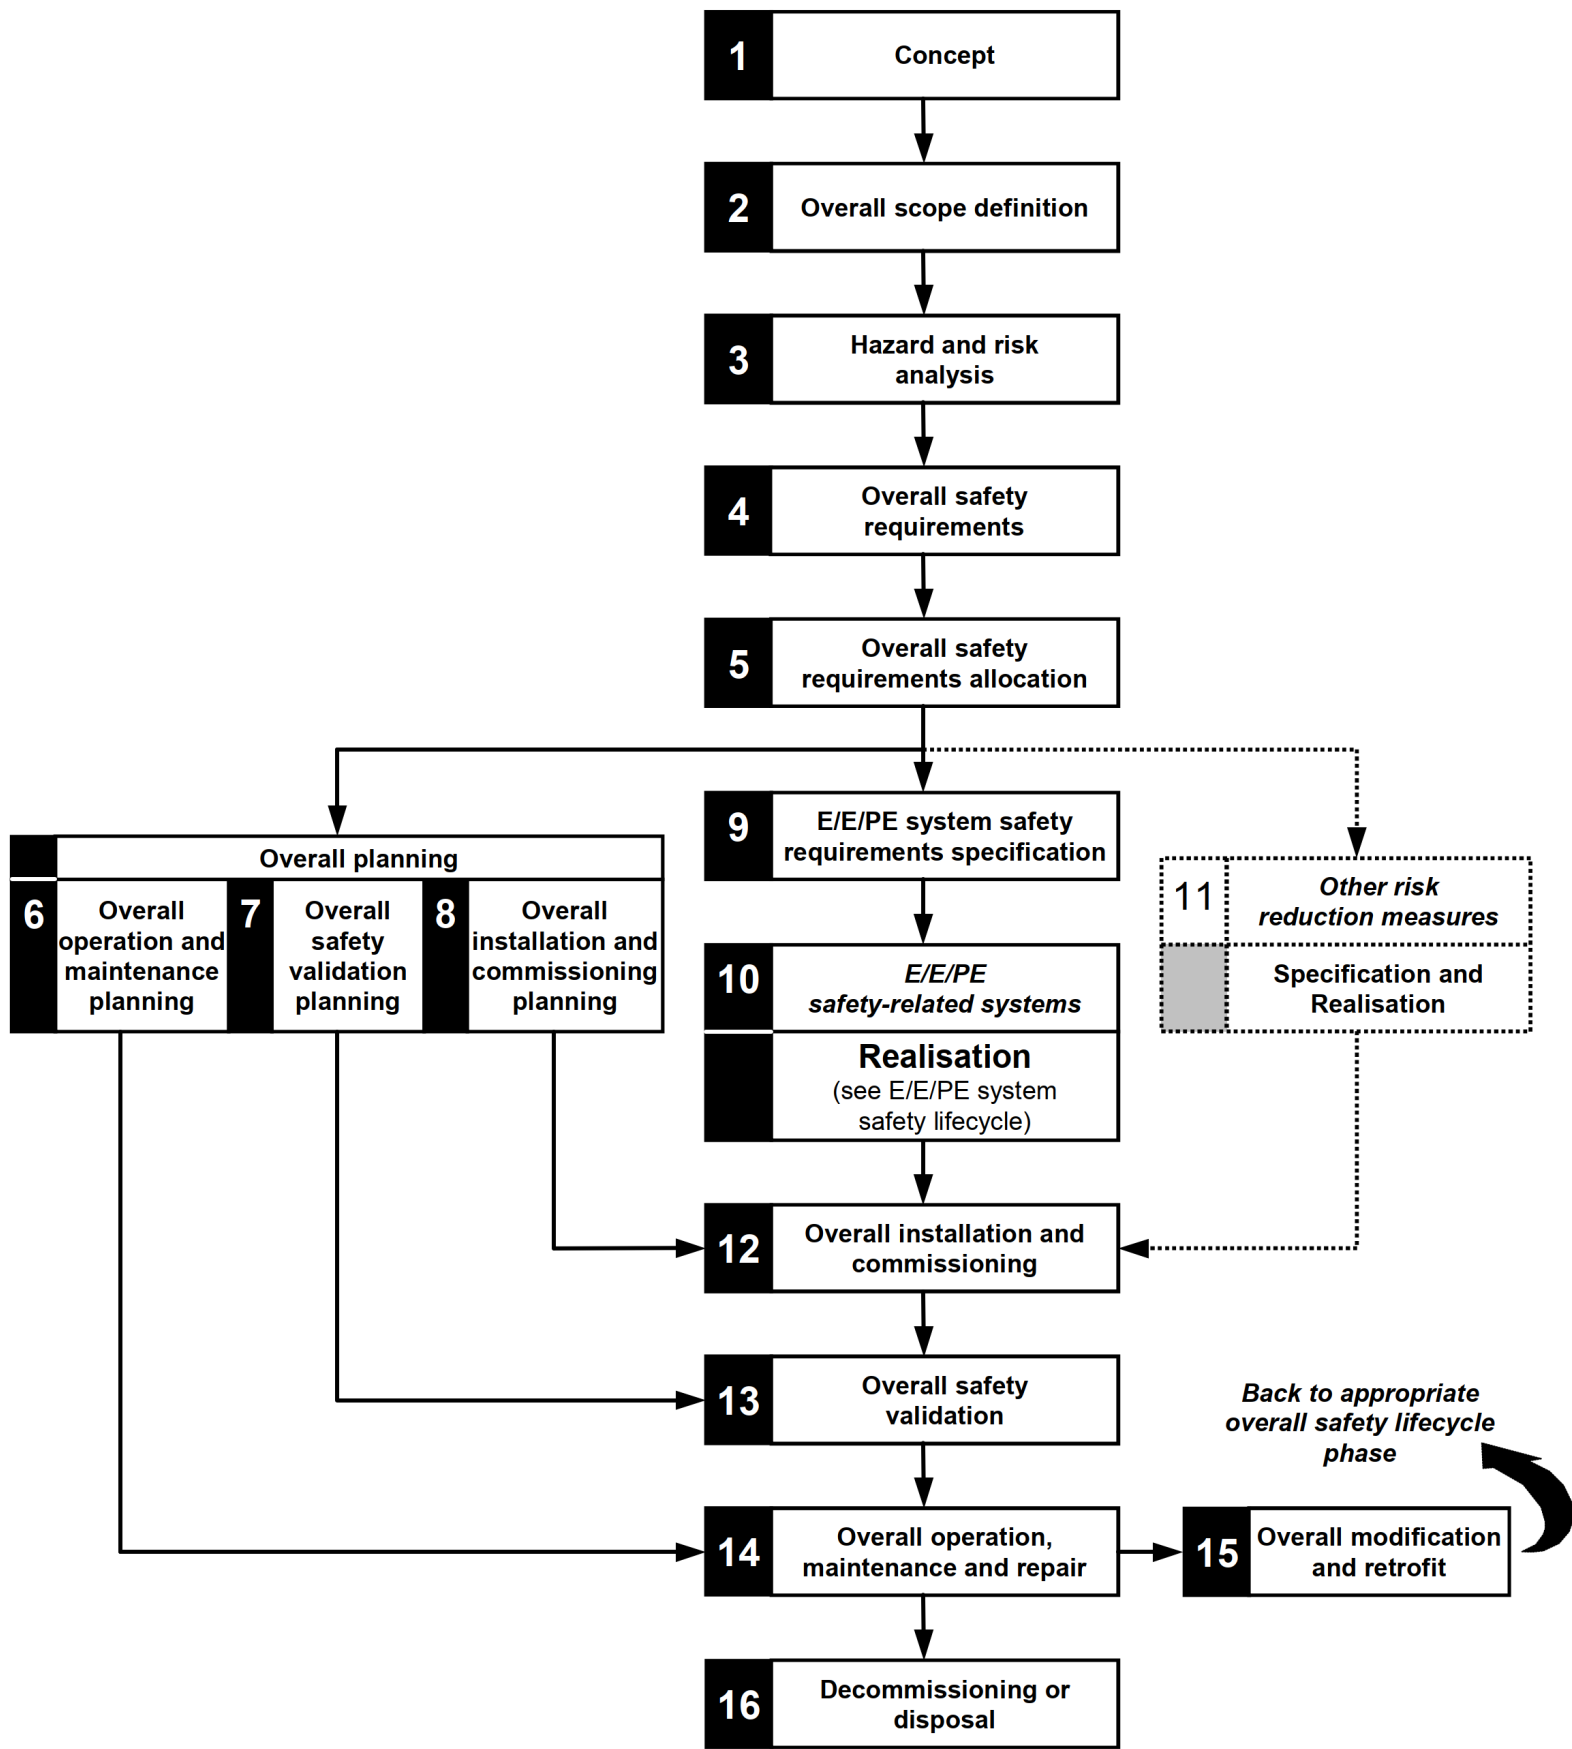 1
Concept
2
Overall scope definition
3
Hazard and risk
analysis
4
Overall safety
requirements
5
Overall safety
requirements allocation
9
E/E/PE system safety
requirements specification
Overall planning
6
Overall
operation and
maintenance
planning
7
Overall
safety
validation
planning
8
Overall
installation and
commissioning
planning
11
Other risk
reduction measures
Specification and
Realisation
10
E/E/PE
safety-related systems
Realisation
(see E/E/PE system
safety lifecycle)
12
Overall installation and
commissioning
13
Overall safety
validation
Back to appropriate
overall safety lifecycle
phase
14
Overall operation,
maintenance and repair
15
Overall modification
and retrofit
16
Decommissioning or
disposal